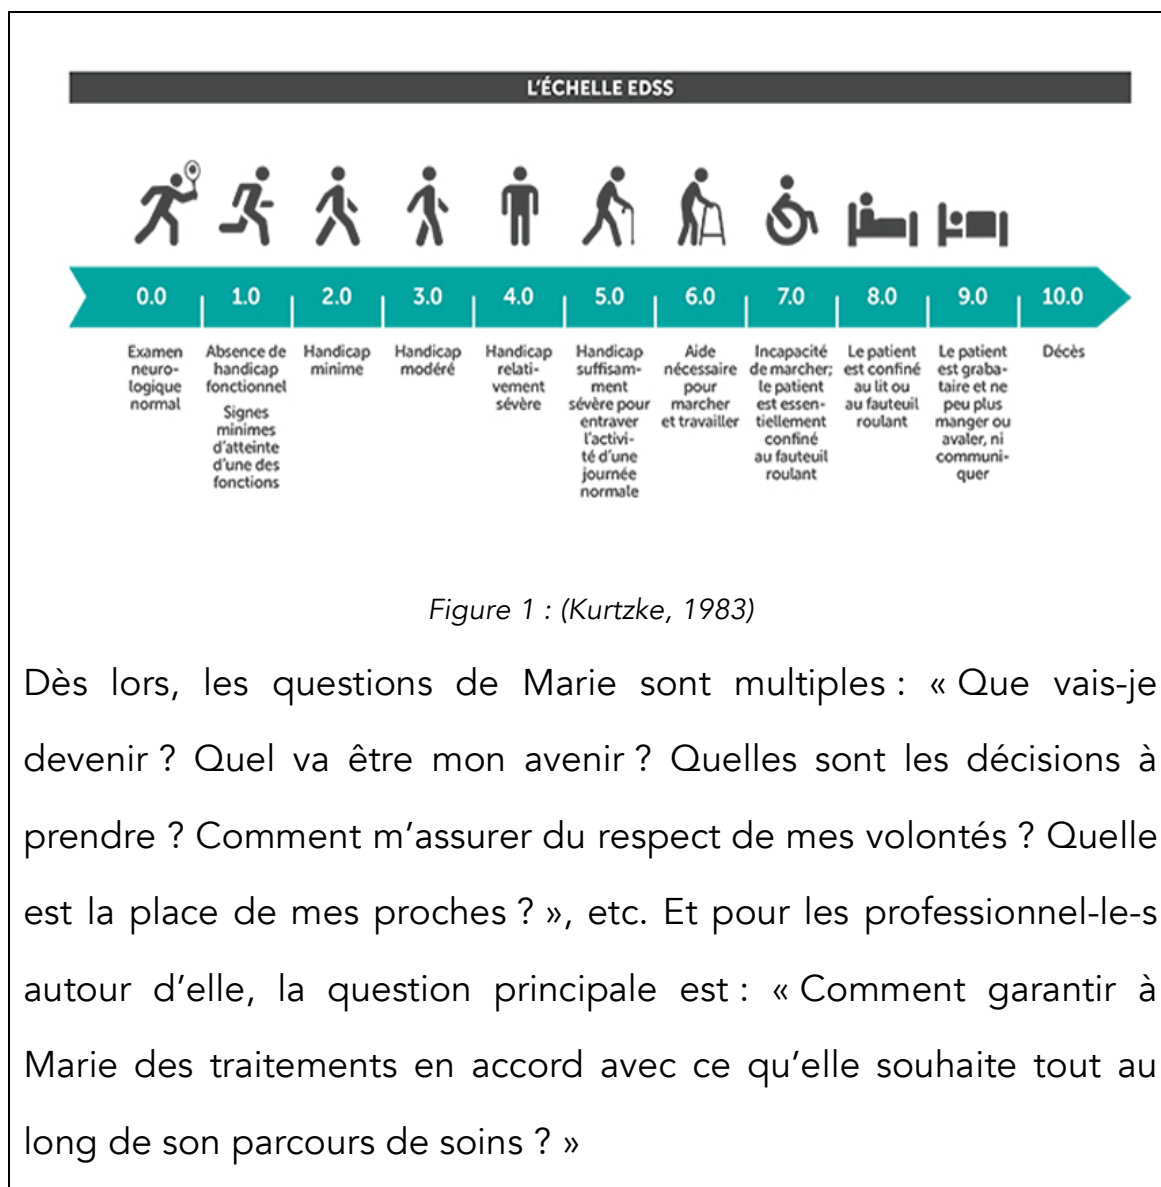 L'ÉCHELLE EDSS
0.0 1.0 2.0 3.0 4.0 5.0 6.0 7.0 8.0 9.0 10.0
Examen
neuro-
logique
normal
Absence de
handicap
fonctionnel
Signes
minimes
d'atteinte
d'une des
fonctions
Handicap
minime
Handicap
modéré
Handicap
relati-
vement
sévère
Handicap
suffisam-
ment
sévère pour
entraver
l'activi-
té d'une
journée
normale
Aide
nécessaire
pour
marcher
et travailler
Incapacité
de marcher;
le patient
est essen-
tiellement
confiné
au fauteuil
roulant
Le patient
est confiné
au lit ou
au fauteuil
roulant
Le patient
est graba-
taire et ne
peu plus
manger ou
avaler, ni
communi-
quer
Décès
Figure 1 : (Kurtzke, 1983)
Dès lors, les questions de Marie sont multiples : « Que vais-je
devenir ? Quel va être mon avenir ? Quelles sont les décisions à
prendre ? Comment m'assurer du respect de mes volontés ? Quelle
est la place de mes proches ? », etc. Et pour les professionnel-le-s
autour d'elle, la question principale est : « Comment garantir à
Marie des traitements en accord avec ce qu'elle souhaite tout au
long de son parcours de soins ? »